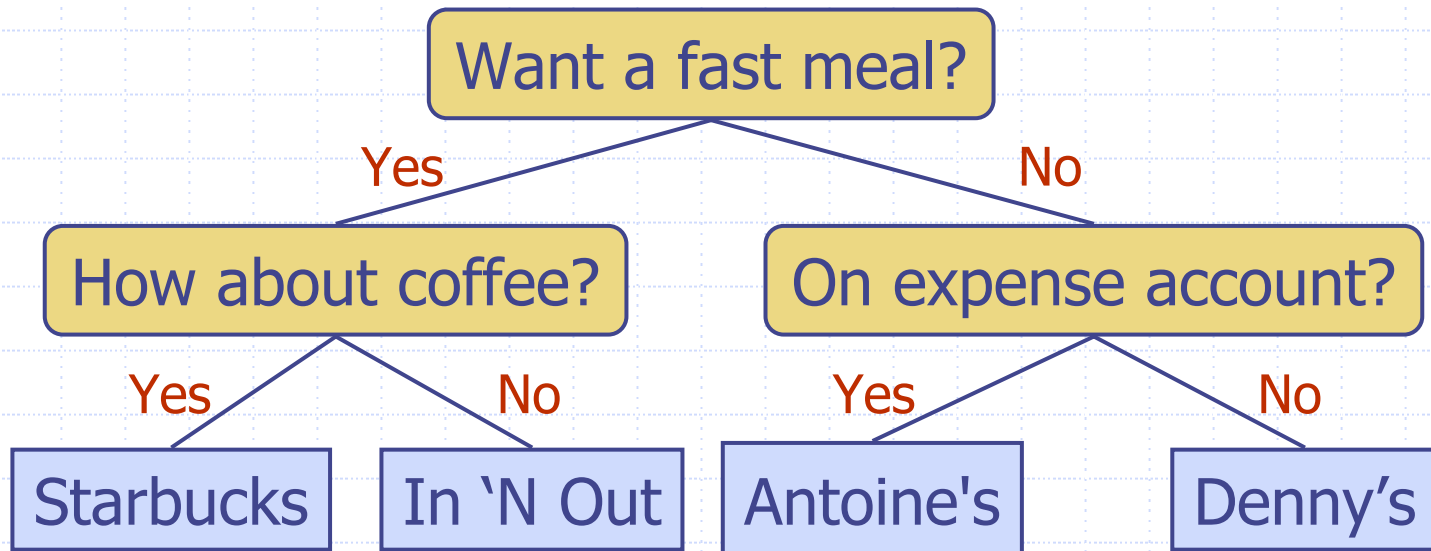 Want a fast meal?
Yes
No
How about coffee?
On expense account?
Yes
No
Yes
No
Starbucks
In ‘N Out
Antoine's
Denny’s